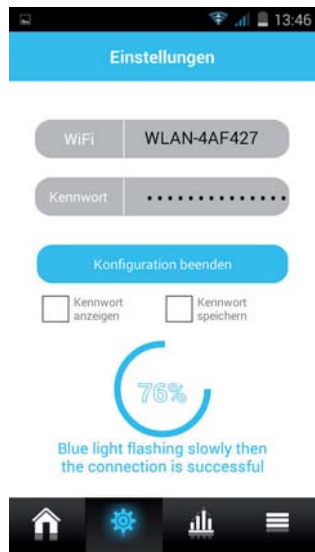 13:46
Einstellungen
WiFi WLAN-4AF427
Kennwort ••••••••••••••
Konfiguration beenden
Kennwort anzeigen
Kennwort speichern
76%
Blue light flashing slowly then
the connection is successful